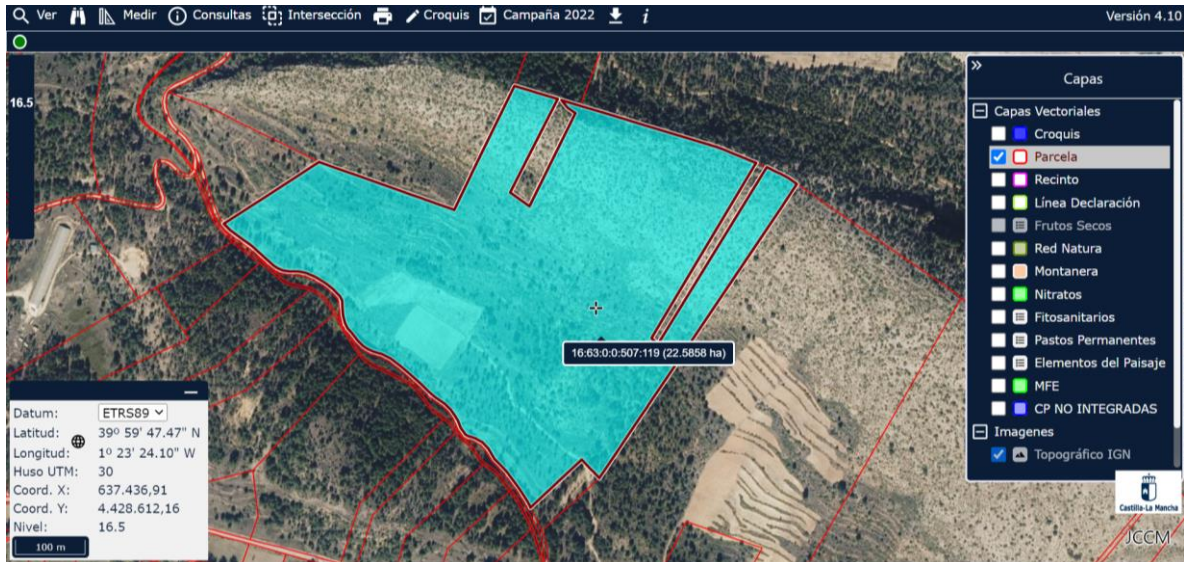 Ver Medir Consultas Intersección Croquis Campaña 2022 i Versión 4.10
16.5
Capas
Capas Vectoriales
Croquis
Parcela
Recinto
Línea Declaración
Frutos Secos
Red Natura
Montanera
Nitratos
Fitosanitarios
Pastos Permanentes
Elementos del Paisaje
MFE
CP NO INTEGRADAS
Imagenes
Topográfico IGN
16:63:0:0:507:119 (22.5858 ha)
Datum: ETRS89
Latitud: 39º 59' 47.47" N
Longitud: 1º 23' 24.10" W
Huso UTM: 30
Coord. X: 637.436,91
Coord. Y: 4.428.612,16
Nivel: 16.5
100 m
Castilla-La Mancha
JCCM